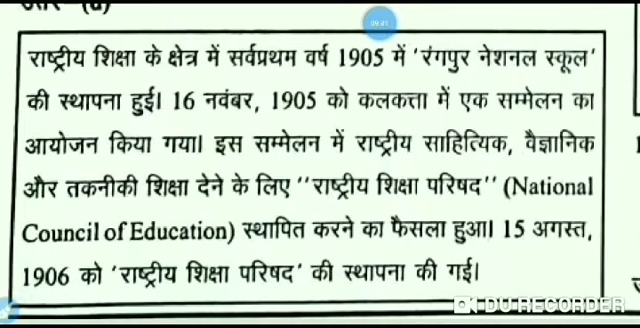 उत्तर-(d)
राष्ट्रीय शिक्षा के क्षेत्र में सर्वप्रथम वर्ष 1905 में 'रंगपुर नेशनल स्कूल'
की स्थापना हुई। 16 नवंबर, 1905 को कलकत्ता में एक सम्मेलन का
आयोजन किया गया। इस सम्मेलन में राष्ट्रीय साहित्यिक, वैज्ञानिक
और तकनीकी शिक्षा देने के लिए ''राष्ट्रीय शिक्षा परिषद'' (National
Council of Education) स्थापित करने का फैसला हुआ। 15 अगस्त,
1906 को 'राष्ट्रीय शिक्षा परिषद' की स्थापना की गई।
DU RECORDER